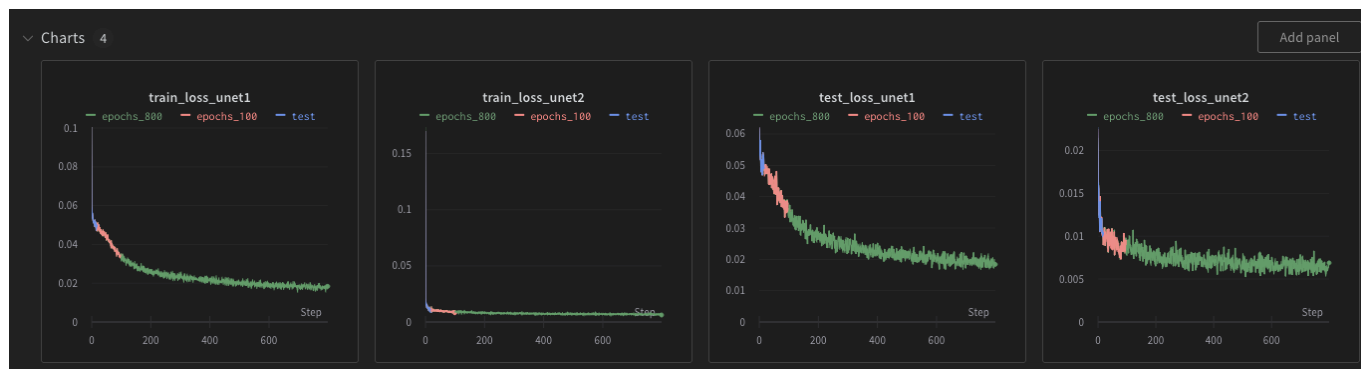 Charts 4
Add panel
train_loss_unet1
epochs_800 epochs_100 test
0.1
0.08
0.06
0.04
0.02
0
Step
0 200 400 600
train_loss_unet2
epochs_800 epochs_100 test
0.15
0.1
0.05
0
Step
0 200 400 600
test_loss_unet1
epochs_800 epochs_100 test
0.06
0.05
0.04
0.03
0.02
0.01
0
Step
0 200 400 600
test_loss_unet2
epochs_800 epochs_100 test
0.02
0.015
0.01
0.005
0
Step
0 200 400 600